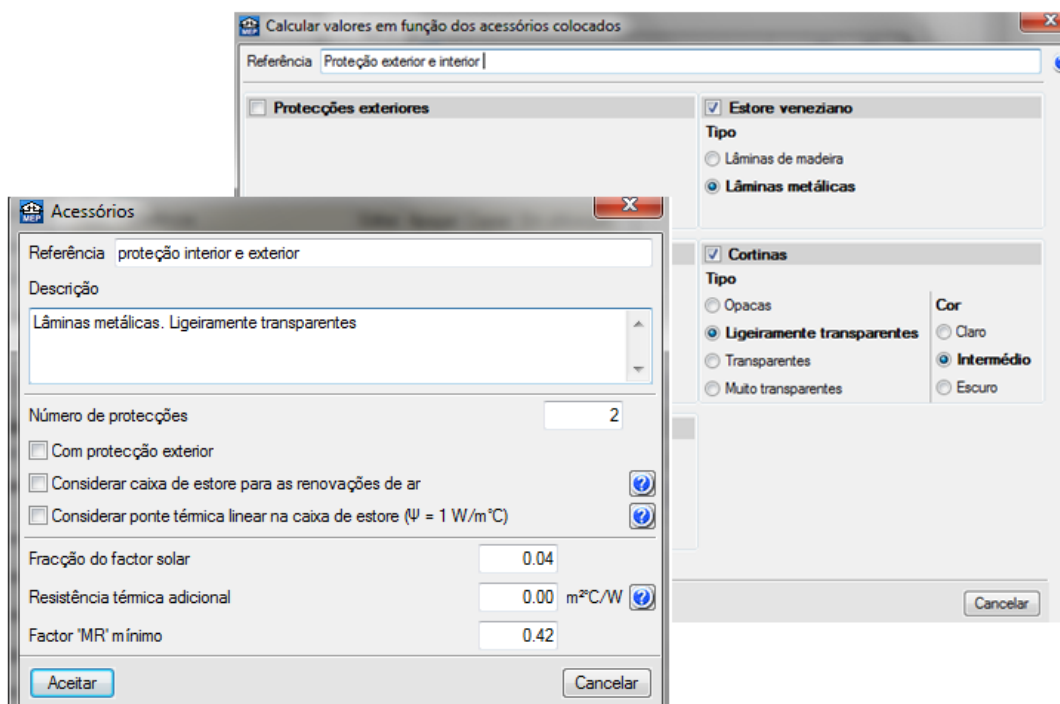 MEP Calcular valores em função dos acessórios colocados
Referência Proteção exterior e interior
Protecções exteriores
Estore veneziano
Tipo
Lâminas de madeira
Lâminas metálicas
Cortinas
Tipo
Opacas
Ligeiramente transparentes
Transparentes
Muito transparentes
Cor
Claro
Intermédio
Escuro
Cancelar
MEP Acessórios
Referência proteção interior e exterior
Descrição
Lâminas metálicas. Ligeiramente transparentes
Número de protecções 2
Com protecção exterior
Considerar caixa de estore para as renovações de ar
Considerar ponte térmica linear na caixa de estore (Ψ = 1 W/m°C)
Fracção do factor solar 0.04
Resistência térmica adicional 0.00 m²°C/W
Factor 'MR' mínimo 0.42
Aceitar Cancelar